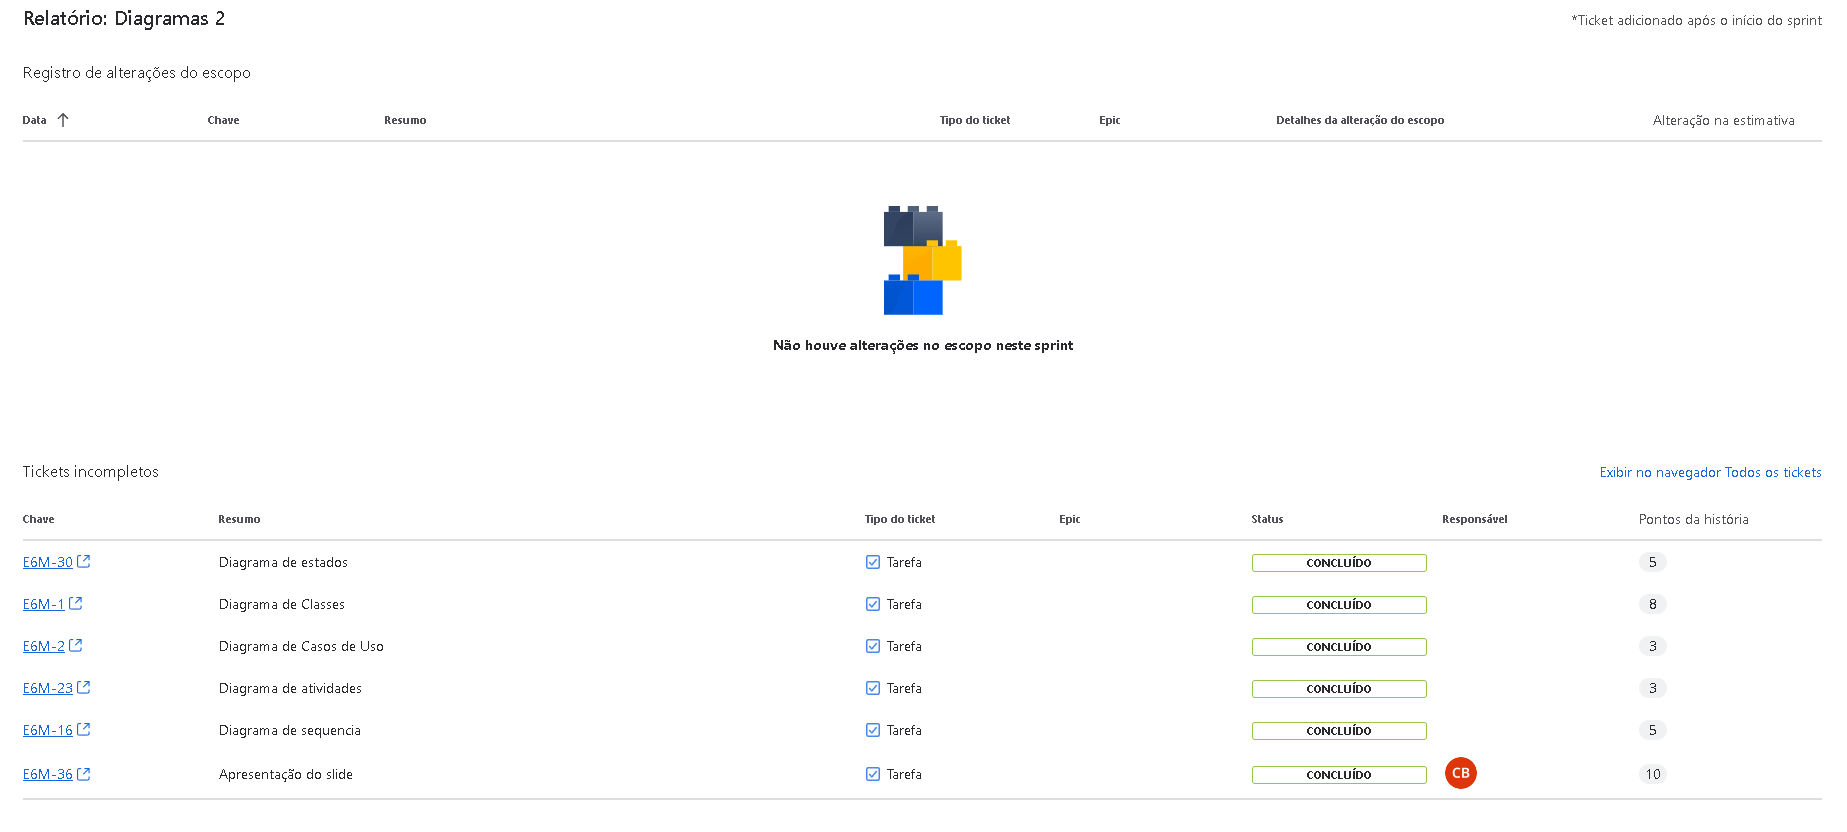 Relatório: Diagramas 2
*Ticket adicionado após o início do sprint
Registro de alterações do escopo
Data Chave Resumo Tipo do ticket Epic Detalhes da alteração do escopo Alteração na estimativa
Não houve alterações no escopo neste sprint
Tickets incompletos
Exibir no navegador Todos os tickets
Chave Resumo Tipo do ticket Epic Status Responsável Pontos da história
E6M-30 Diagrama de estados Tarefa CONCLUÍDO 5
E6M-1 Diagrama de Classes Tarefa CONCLUÍDO 8
E6M-2 Diagrama de Casos de Uso Tarefa CONCLUÍDO 3
E6M-23 Diagrama de atividades Tarefa CONCLUÍDO 3
E6M-16 Diagrama de sequencia Tarefa CONCLUÍDO 5
E6M-36 Apresentação do slide Tarefa CONCLUÍDO CB 10